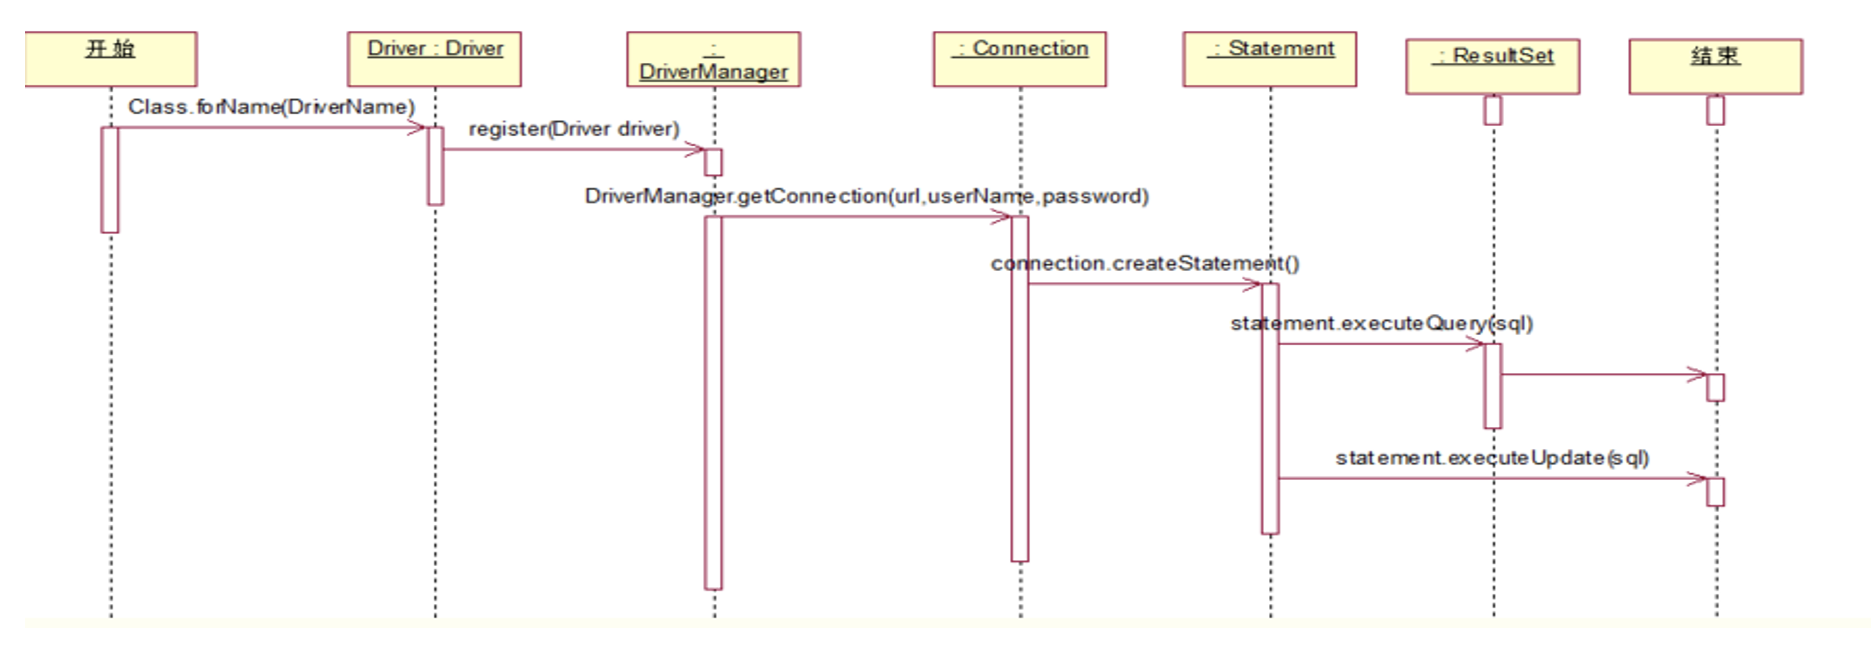 开始
Driver : Driver
:
DriverManager
: Connection
: Statement
: ResultSet
结束
Class.forName(DriverName)
register(Driver driver)
DriverManager.getConnection(url,userName,password)
connection.createStatement()
statement.executeQuery(sql)
statement.executeUpdate(sql)